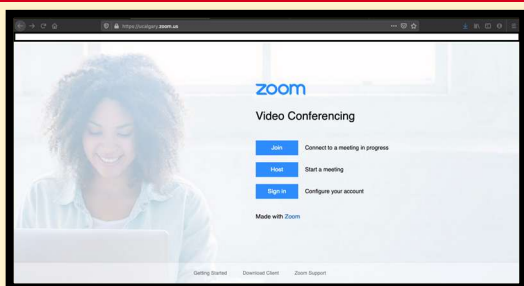 https://ucalgary.zoom.us
zoom
Video Conferencing
Join Connect to a meeting in progress
Host Start a meeting
Sign in Configure your account
Made with Zoom
Getting Started Download Client Zoom Support